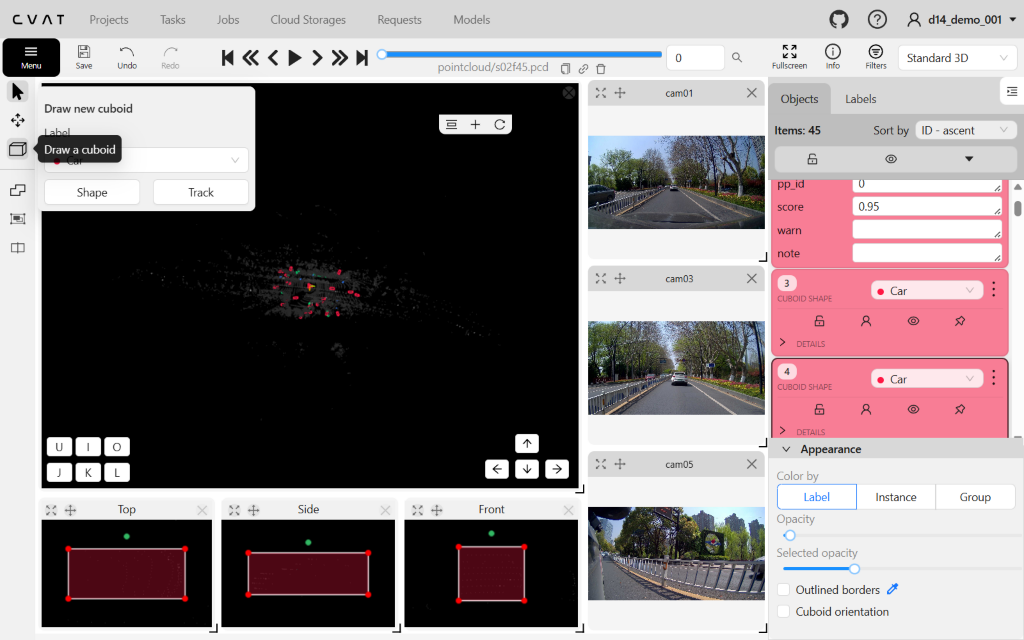 CVAT
Projects
Tasks
Jobs
Cloud Storages
Requests
Models
d14_demo_001
Menu
Save
Undo
Redo
pointcloud/s02f45.pcd
0
Fullscreen
Info
Filters
Standard 3D
Draw new cuboid
Label
Draw a cuboid
Car
Shape
Track
U
I
O
J
K
L
cam01
cam03
cam05
Top
Side
Front
Objects
Labels
Items: 45
Sort by
ID - ascent
pp_id
0
score
0.95
warn
note
3
Car
CUBOID SHAPE
DETAILS
4
Car
CUBOID SHAPE
DETAILS
Appearance
Color by
Label
Instance
Group
Opacity
Selected opacity
Outlined borders
Cuboid orientation